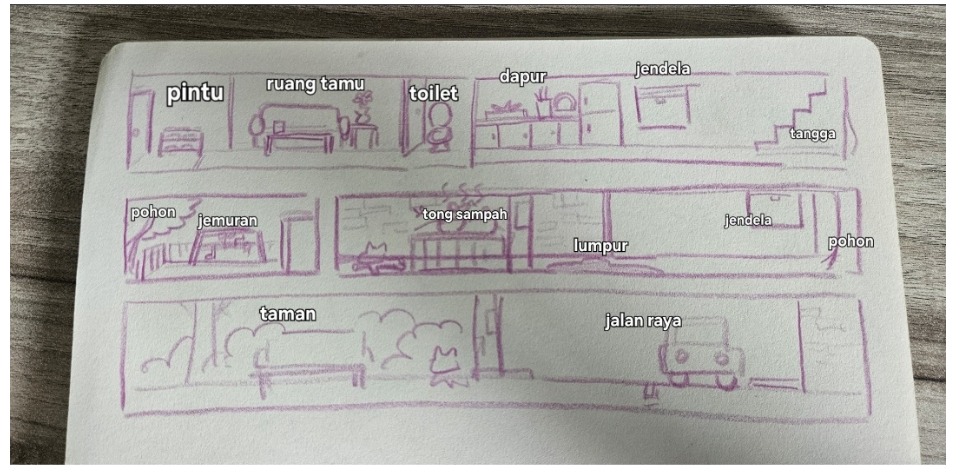 pintu
ruang tamu
toilet
dapur
jendela
tangga
pohon
jemuran
tong sampah
lumpur
jendela
pohon
taman
jalan raya